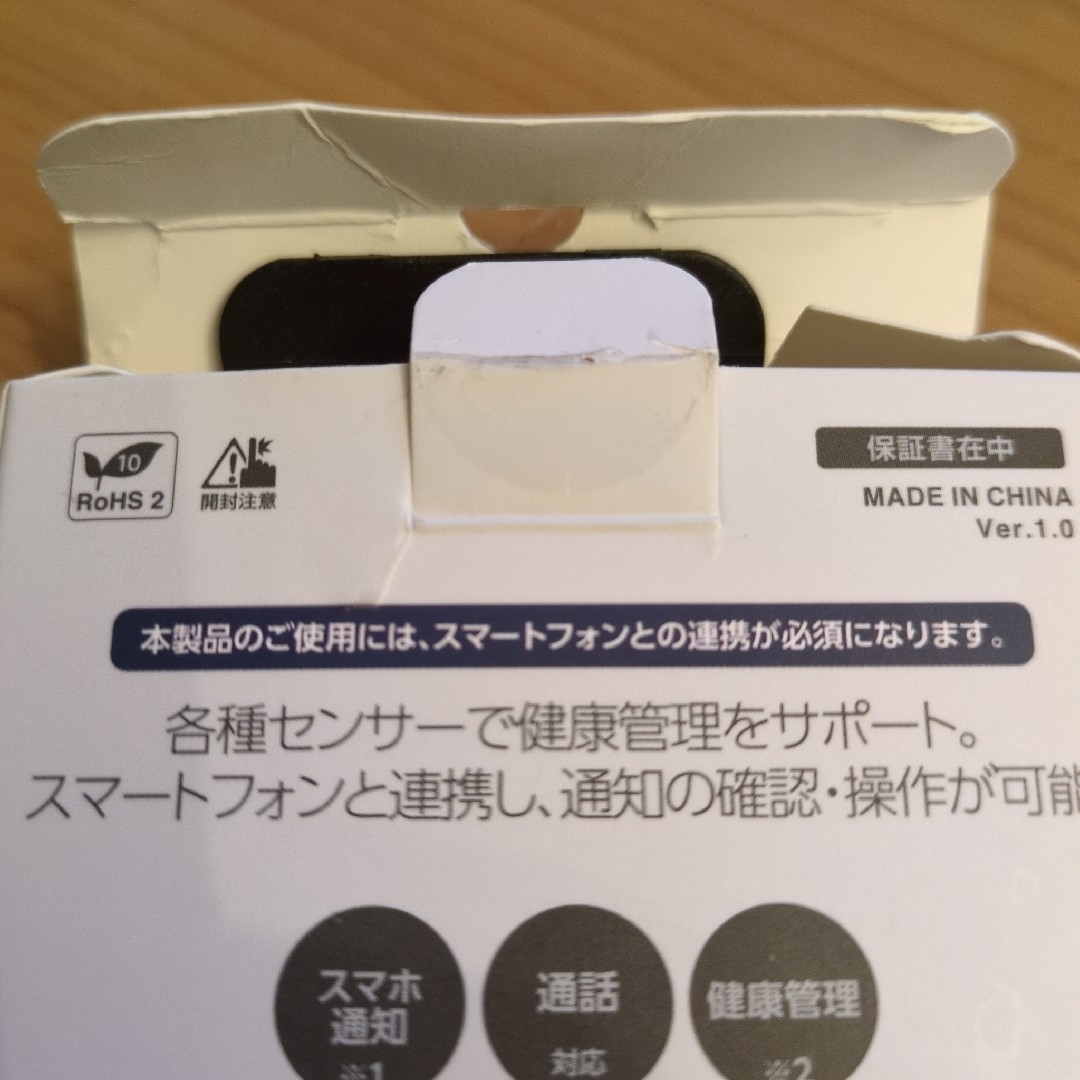 10
RoHS 2
開封注意
保証書在中
MADE IN CHINA
Ver.1.0
本製品のご使用には、スマートフォンとの連携が必須になります。
各種センサーで健康管理をサポート。
スマートフォンと連携し、通知の確認・操作が可能
スマホ
通知
※1
通話
対応
健康管理
※2